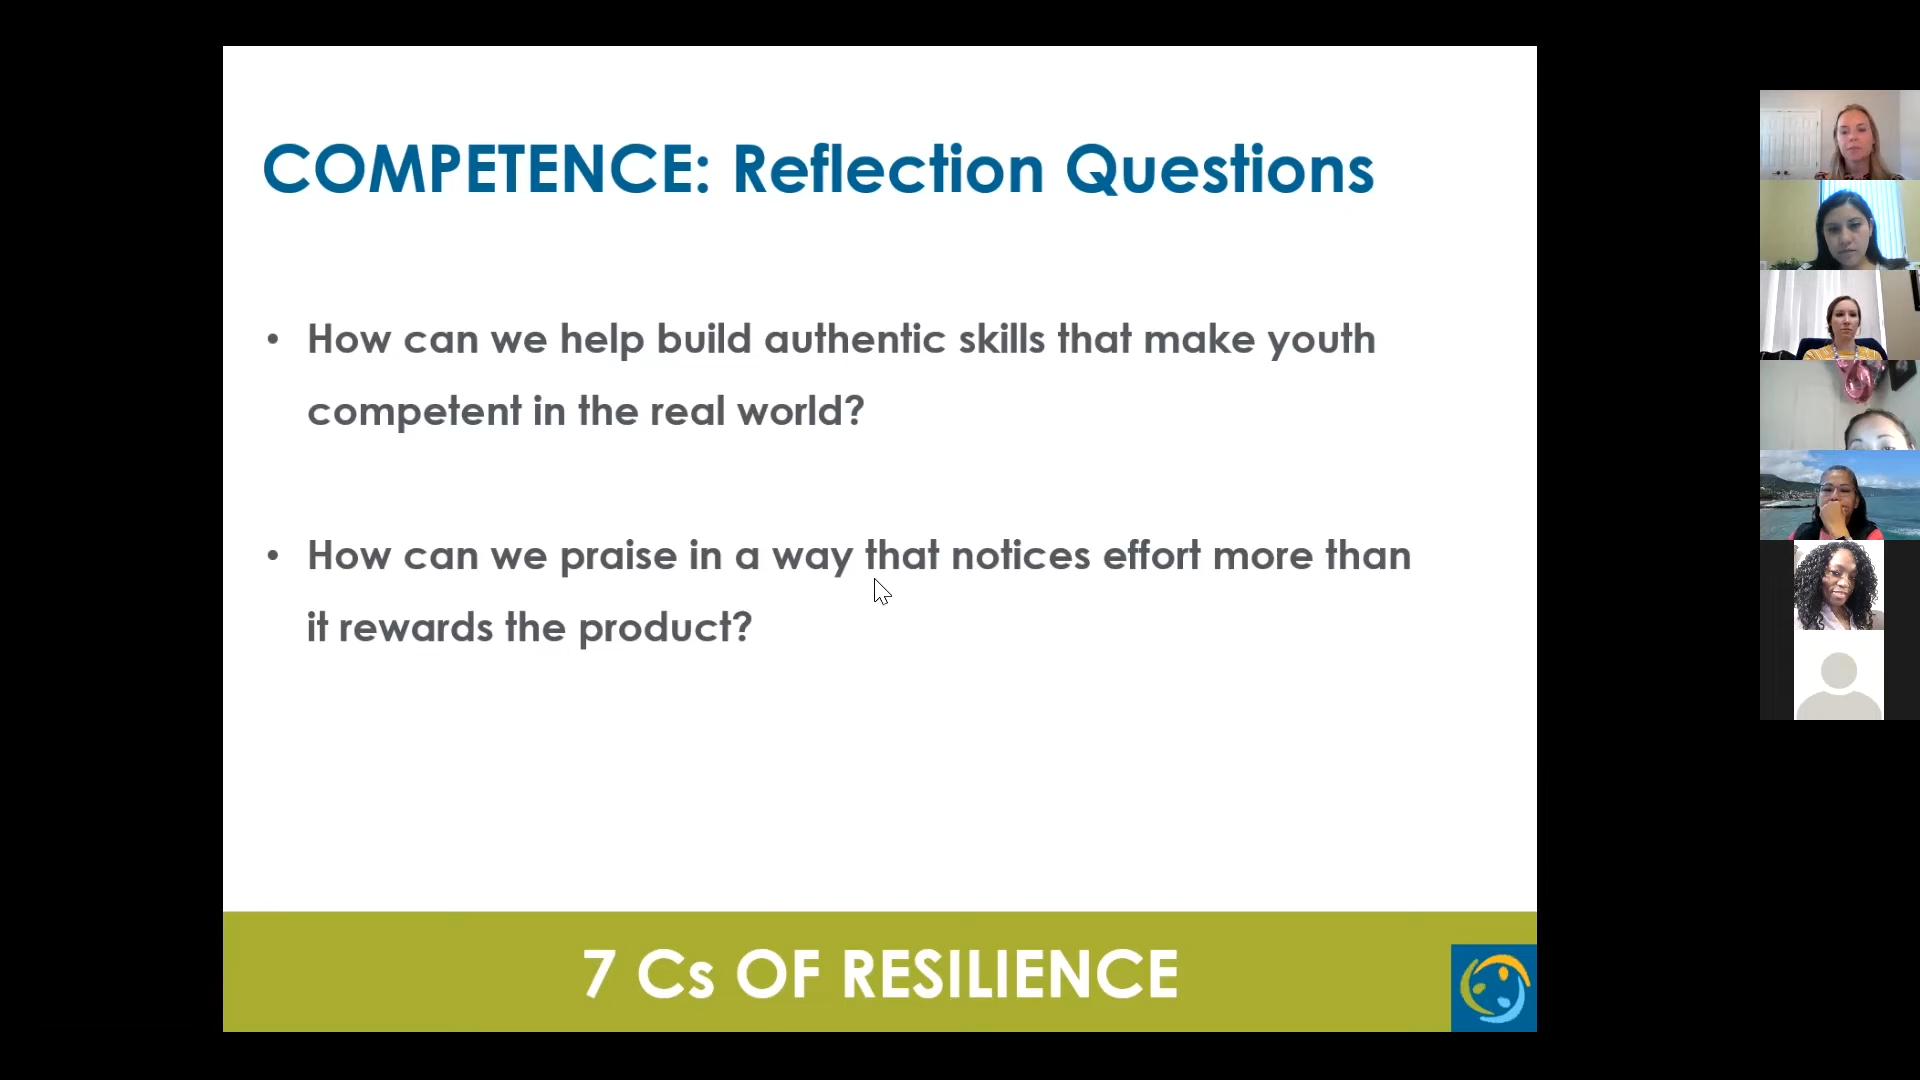 COMPETENCE: Reflection Questions
• How can we help build authentic skills that make youth
competent in the real world?
• How can we praise in a way that notices effort more than
it rewards the product?
7 Cs OF RESILIENCE